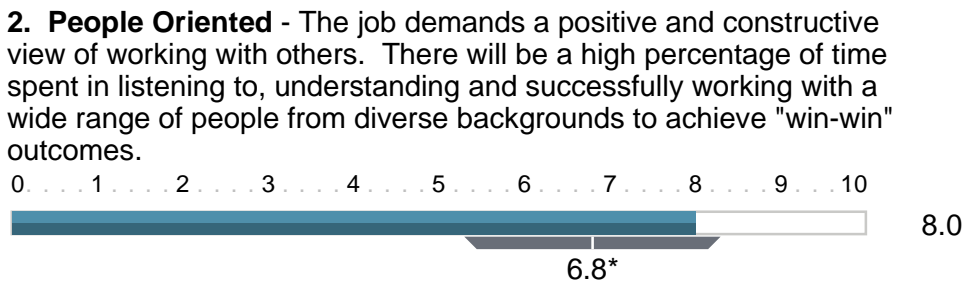 2. People Oriented - The job demands a positive and constructive
view of working with others. There will be a high percentage of time
spent in listening to, understanding and successfully working with a
wide range of people from diverse backgrounds to achieve "win-win"
outcomes.
0. . . . 1 . . . . 2 . . . . 3 . . . . 4 . . . . 5 . . . . 6 . . . . 7 . . . . 8 . . . . 9 . . . 10
8.0
6.8*